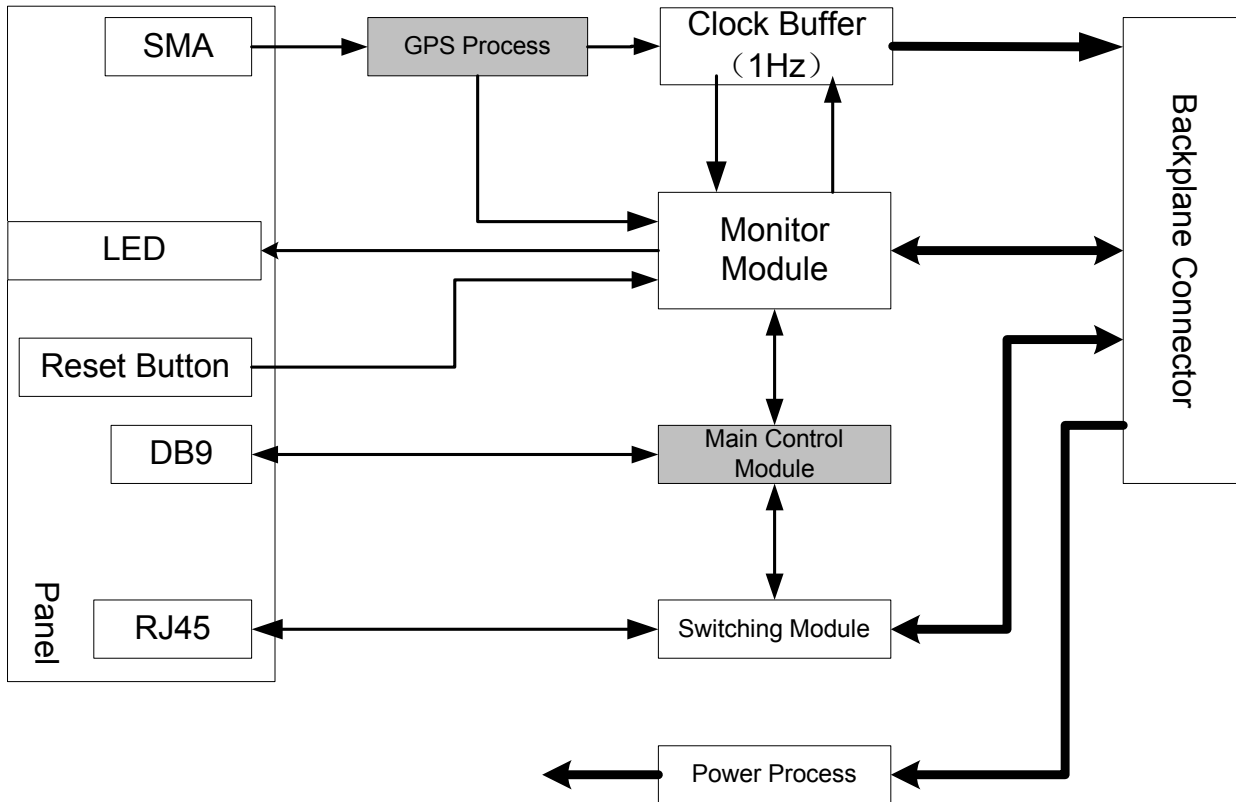 SMA
GPS Process
Clock Buffer
（1Hz）
Backplane Connector
LED
Monitor
Module
Reset Button
DB9
Main Control
Module
Panel
RJ45
Switching Module
Power Process